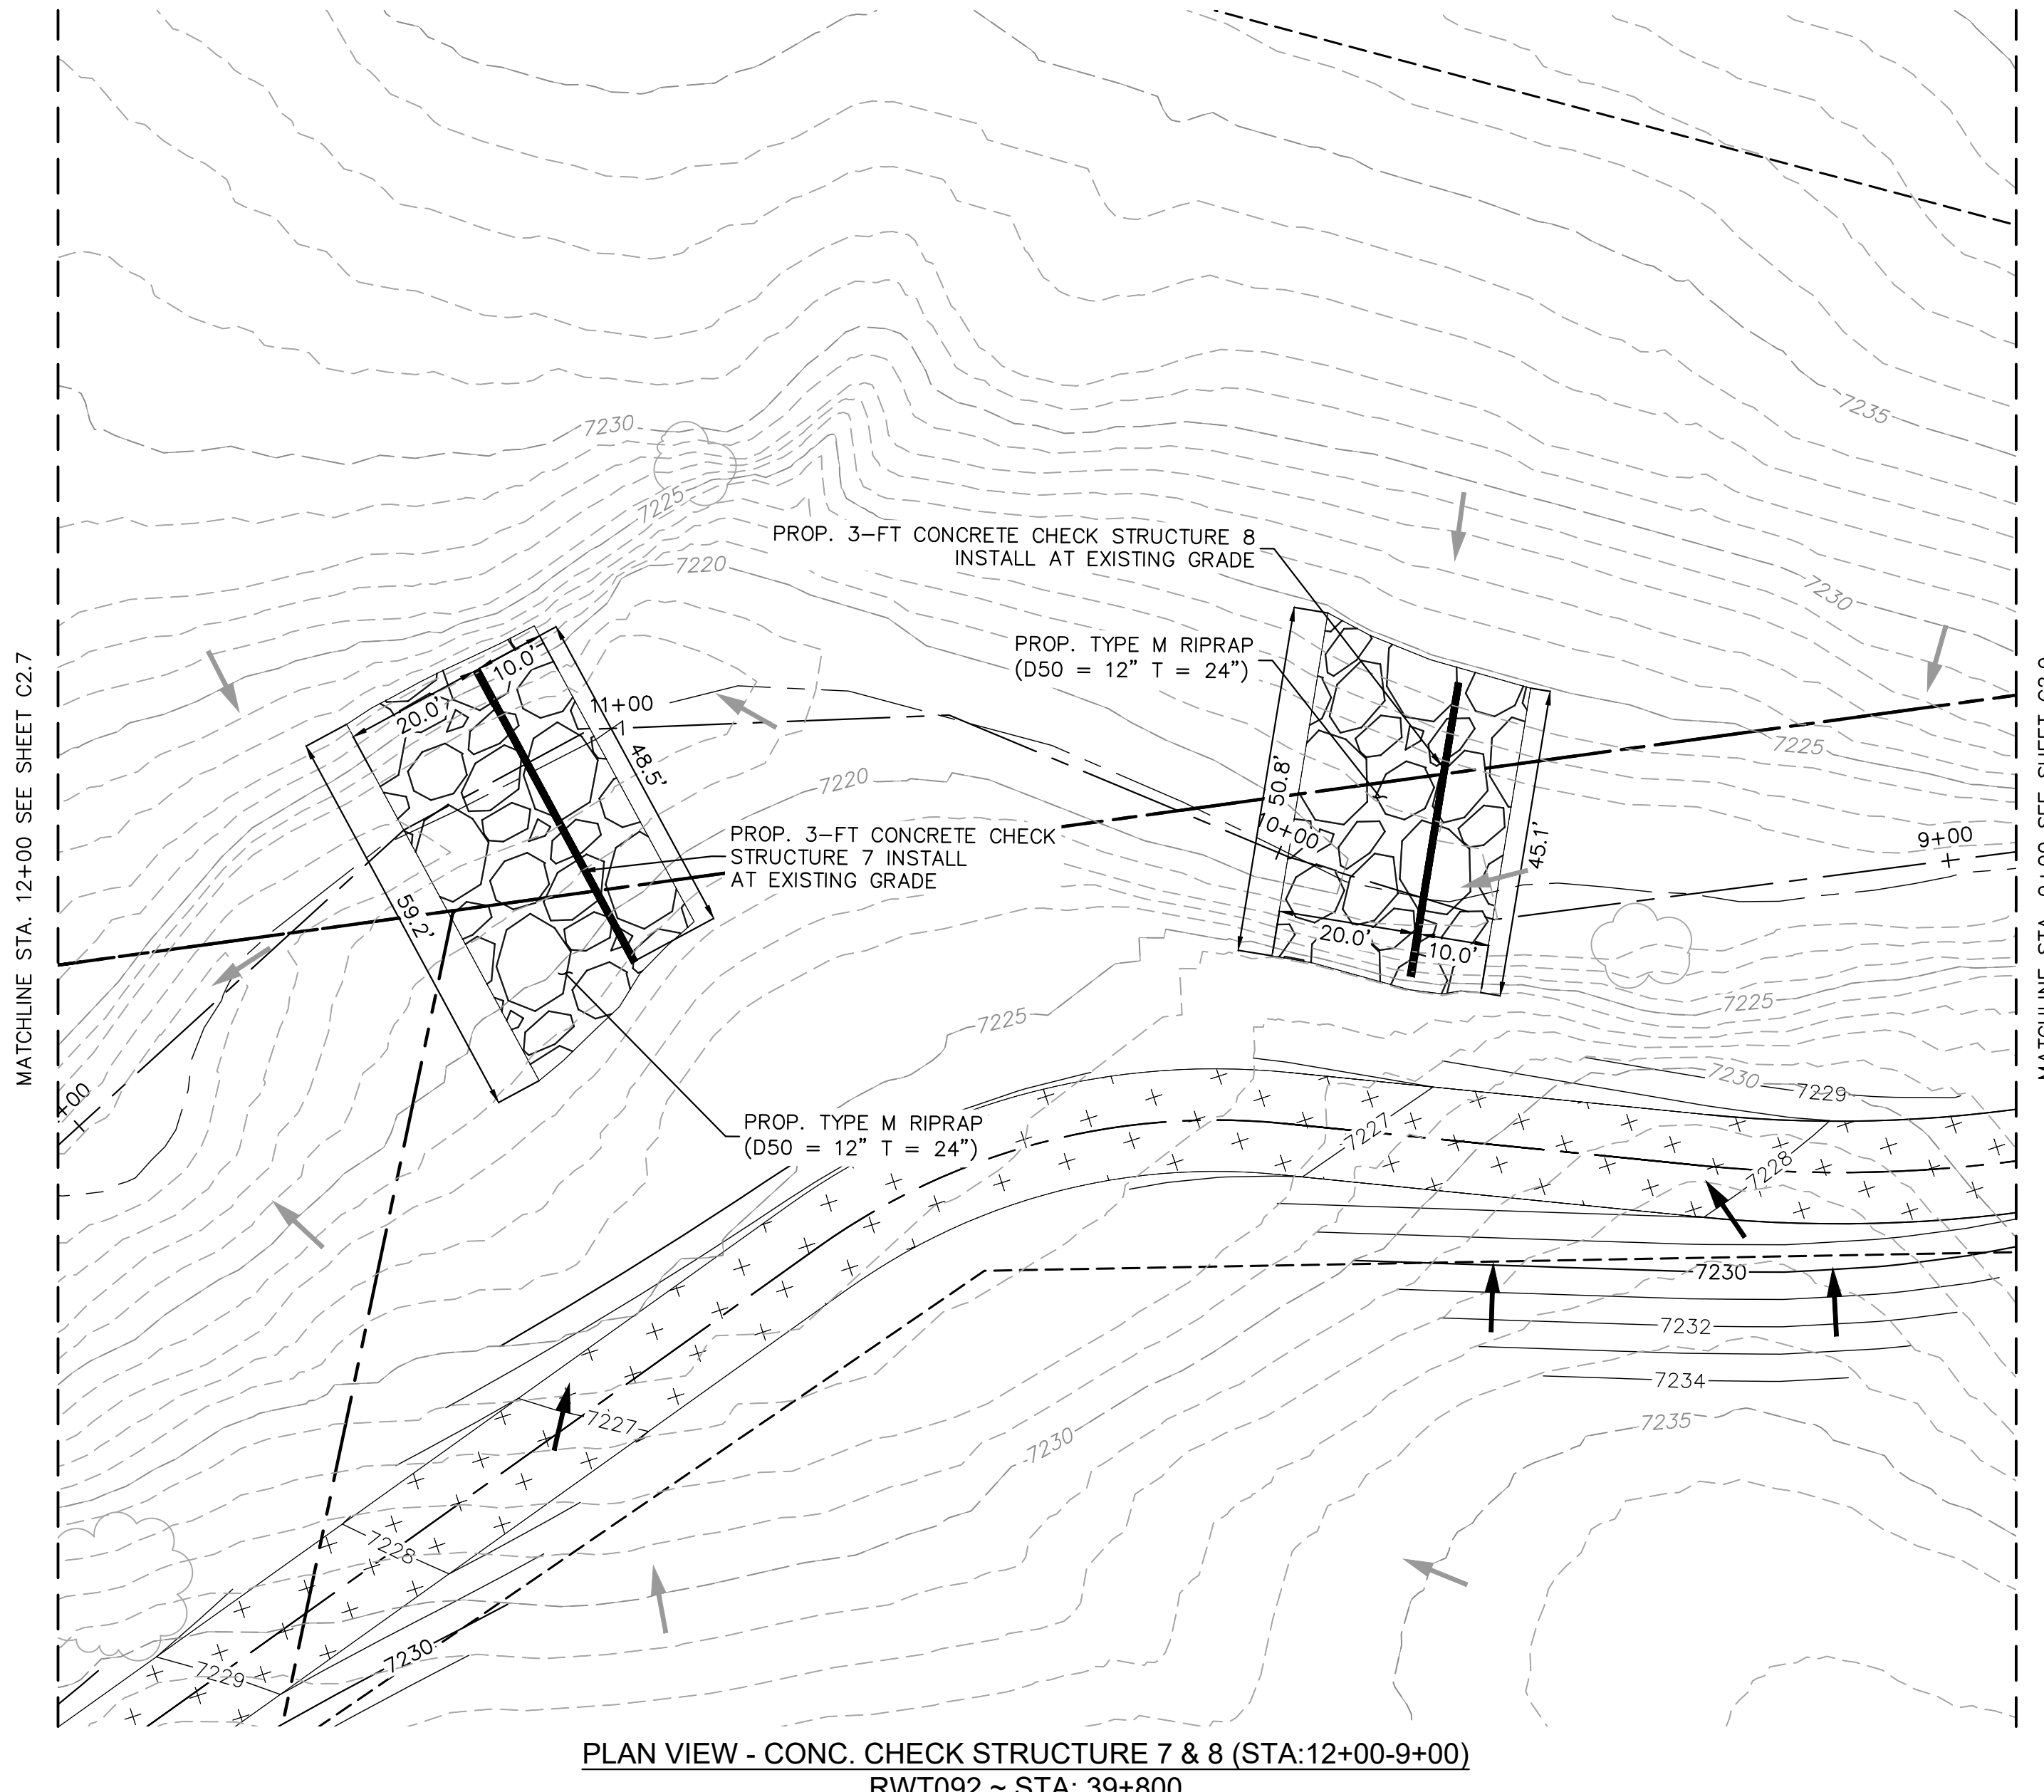 7235
7230
7225
PROP. 3-FT CONCRETE CHECK STRUCTURE 8
INSTALL AT EXISTING GRADE
7220
7230
PROP. TYPE M RIPRAP
(D50 = 12" T = 24")
MATCHLINE STA. 12+00 SEE SHEET C2.7
10.0'
20.0'
11+00
48.5'
7225
7220
50.8'
10+00
45.1'
9+00
PROP. 3-FT CONCRETE CHECK
STRUCTURE 7 INSTALL
AT EXISTING GRADE
59.2'
20.0'
10.0'
7225
7225
+00
7230
7229
PROP. TYPE M RIPRAP
(D50 = 12" T = 24")
7227
7228
7230
7232
7234
7235
7227
7230
7228
7230
7229
PLAN VIEW - CONC. CHECK STRUCTURE 7 & 8 (STA:12+00-9+00)
RWT092 ~ STA: 39+800